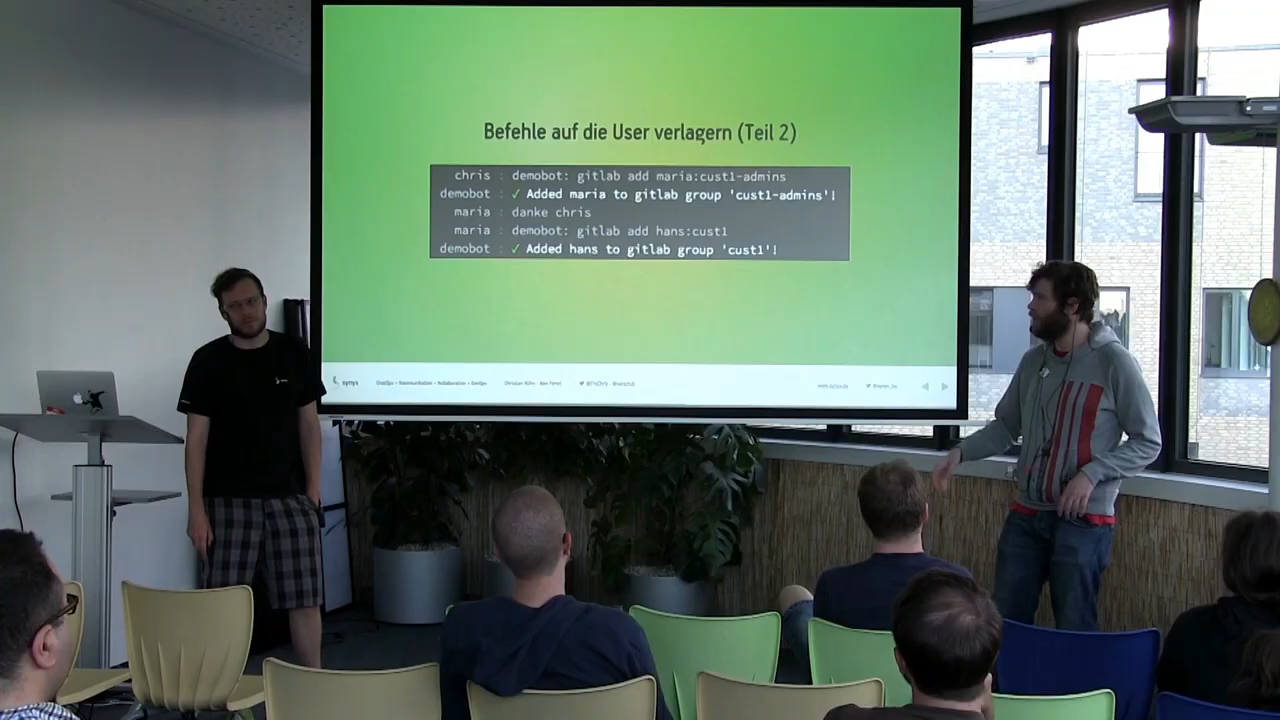 Befehle auf die User verlagern (Teil 2)
chris : demobot: gitlab add maria:cust1-admins
demobot : ✓ Added maria to gitlab group 'cust1-admins'!
maria : danke chris
maria : demobot: gitlab add hans:cust1
demobot : ✓ Added hans to gitlab group 'cust1'!
synyx